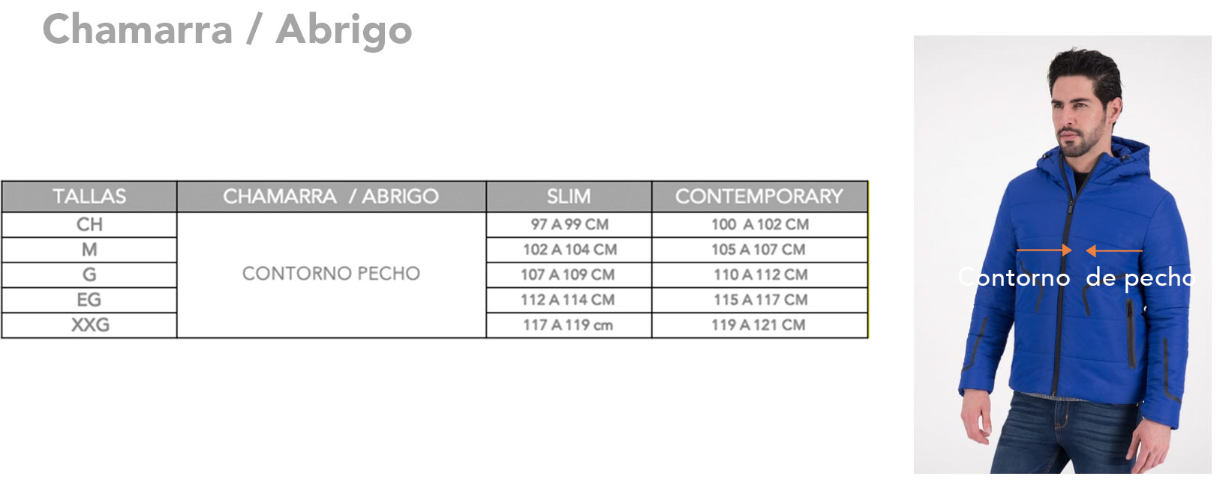 Chamarra / Abrigo
TALLAS CHAMARRA / ABRIGO SLIM CONTEMPORARY
CH 97 A 99 CM 100 A 102 CM
M 102 A 104 CM 105 A 107 CM
G CONTORNO PECHO 107 A 109 CM 110 A 112 CM
EG 112 A 114 CM 115 A 117 CM
XXG 117 A 119 cm 119 A 121 CM
Contorno de pecho